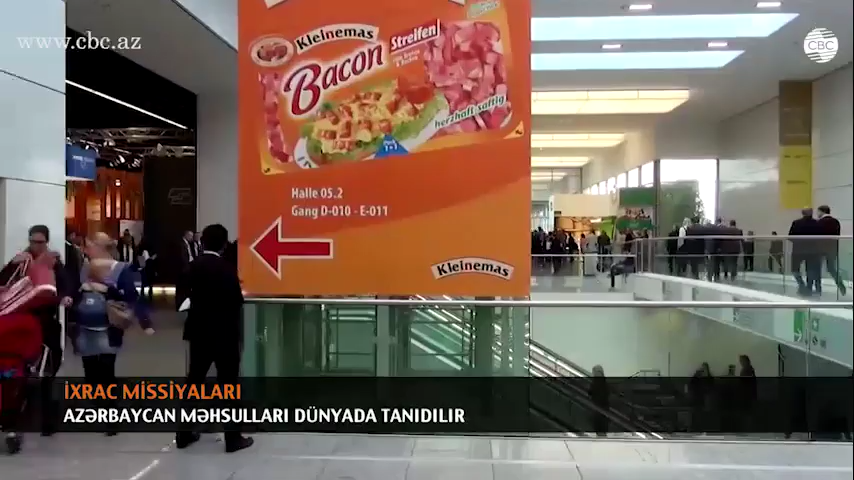 www.cbc.az
CBC
Kleinemas
Bacon
Streifen
herzhaft saftig
Halle 05.2
Gang D-010 - E-011
Kleinemas
İXRAC MİSSİYALARI
AZƏRBAYCAN MƏHSULLARI DÜNYADA TANIDILIR